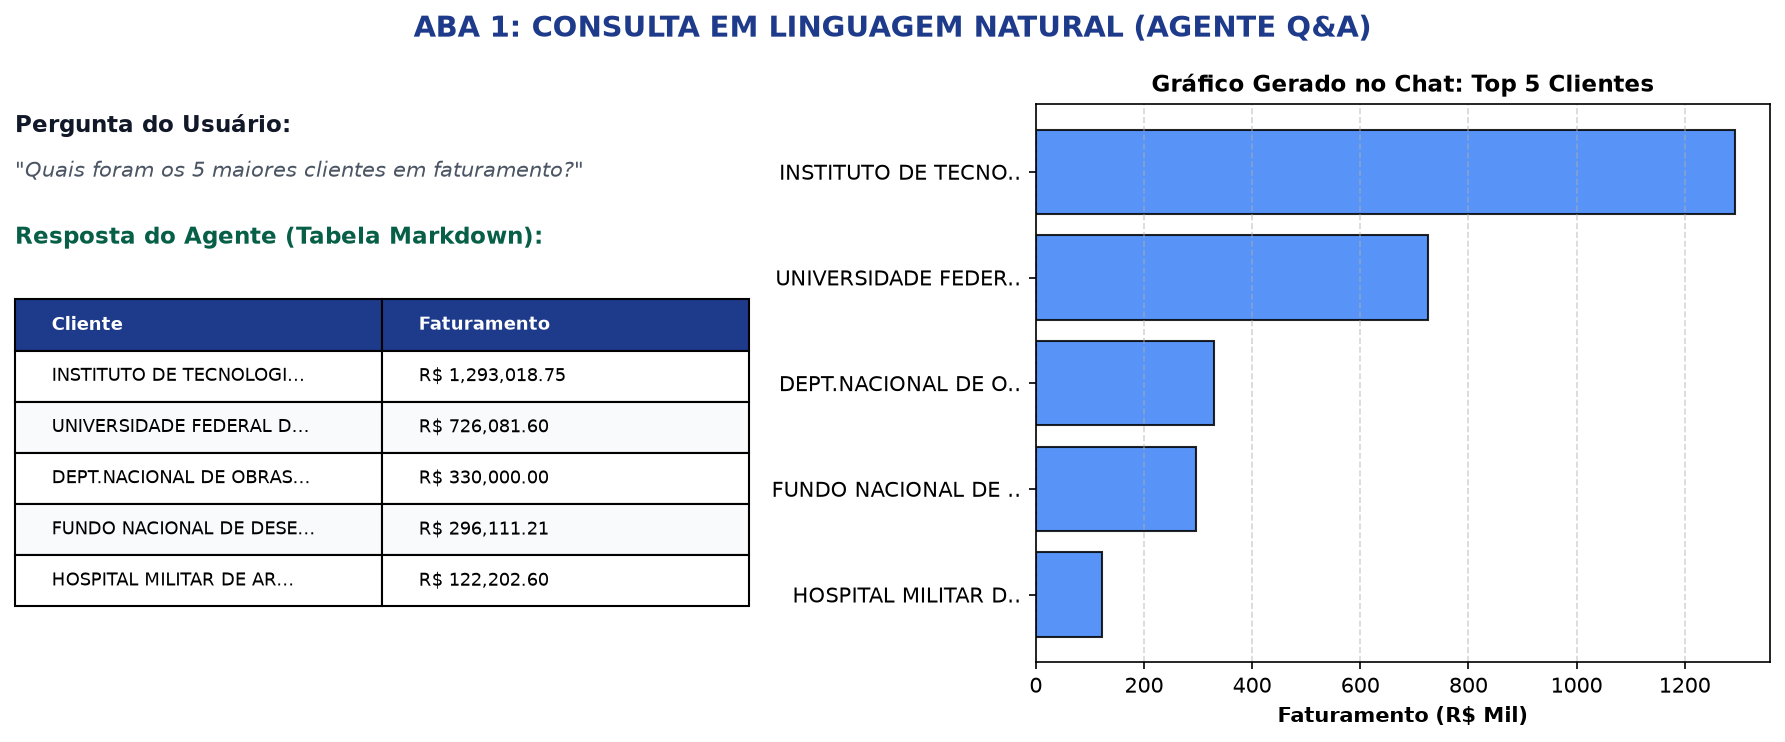 ABA 1: CONSULTA EM LINGUAGEM NATURAL (AGENTE Q&A)
Pergunta do Usuário:
"Quais foram os 5 maiores clientes em faturamento?"
Resposta do Agente (Tabela Markdown):
Cliente Faturamento
INSTITUTO DE TECNOLOGI... R$ 1,293,018.75
UNIVERSIDADE FEDERAL D... R$ 726,081.60
DEPT.NACIONAL DE OBRAS... R$ 330,000.00
FUNDO NACIONAL DE DESE... R$ 296,111.21
HOSPITAL MILITAR DE AR... R$ 122,202.60
Gráfico Gerado no Chat: Top 5 Clientes
INSTITUTO DE TECNO..
UNIVERSIDADE FEDER..
DEPT.NACIONAL DE O..
FUNDO NACIONAL DE ..
HOSPITAL MILITAR D..
0 200 400 600 800 1000 1200
Faturamento (R$ Mil)